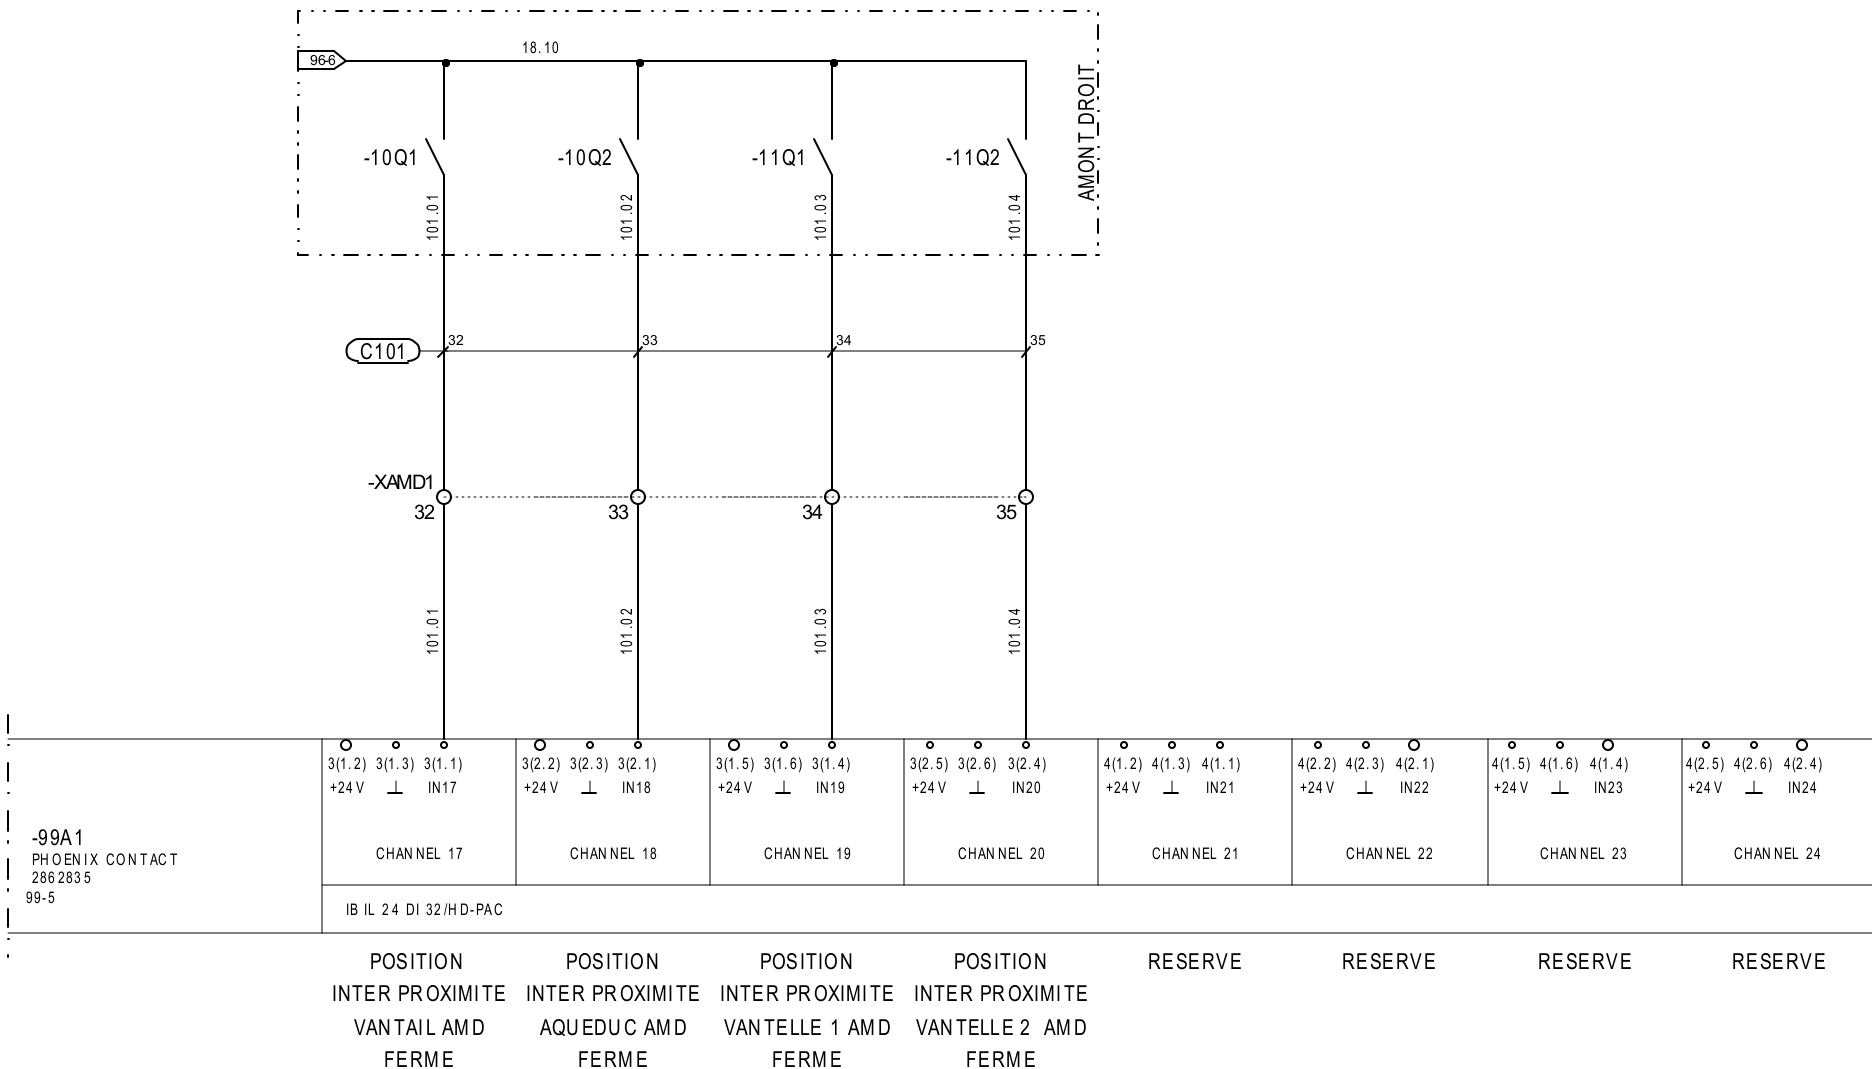 18.10
96-6
AMONT DROIT
-10Q1 -10Q2 -11Q1 -11Q2
101.01 101.02 101.03 101.04
C101 32 33 34 35
-XAMD1
32 33 34 35
101.01 101.02 101.03 101.04
3(1.2) 3(1.3) 3(1.1) 3(2.2) 3(2.3) 3(2.1) 3(1.5) 3(1.6) 3(1.4) 3(2.5) 3(2.6) 3(2.4) 4(1.2) 4(1.3) 4(1.1) 4(2.2) 4(2.3) 4(2.1) 4(1.5) 4(1.6) 4(1.4) 4(2.5) 4(2.6) 4(2.4)
+24V IN17 +24V IN18 +24V IN19 +24V IN20 +24V IN21 +24V IN22 +24V IN23 +24V IN24
-99A1
PHOENIX CONTACT
2862835
99-5
CHANNEL 17 CHANNEL 18 CHANNEL 19 CHANNEL 20 CHANNEL 21 CHANNEL 22 CHANNEL 23 CHANNEL 24
IB IL 24 DI 32/HD-PAC
POSITION
INTER PROXIMITE
VANTAIL AMD
FERME
POSITION
INTER PROXIMITE
AQUEDUC AMD
FERME
POSITION
INTER PROXIMITE
VANTELLE 1 AMD
FERME
POSITION
INTER PROXIMITE
VANTELLE 2 AMD
FERME
RESERVE
RESERVE
RESERVE
RESERVE